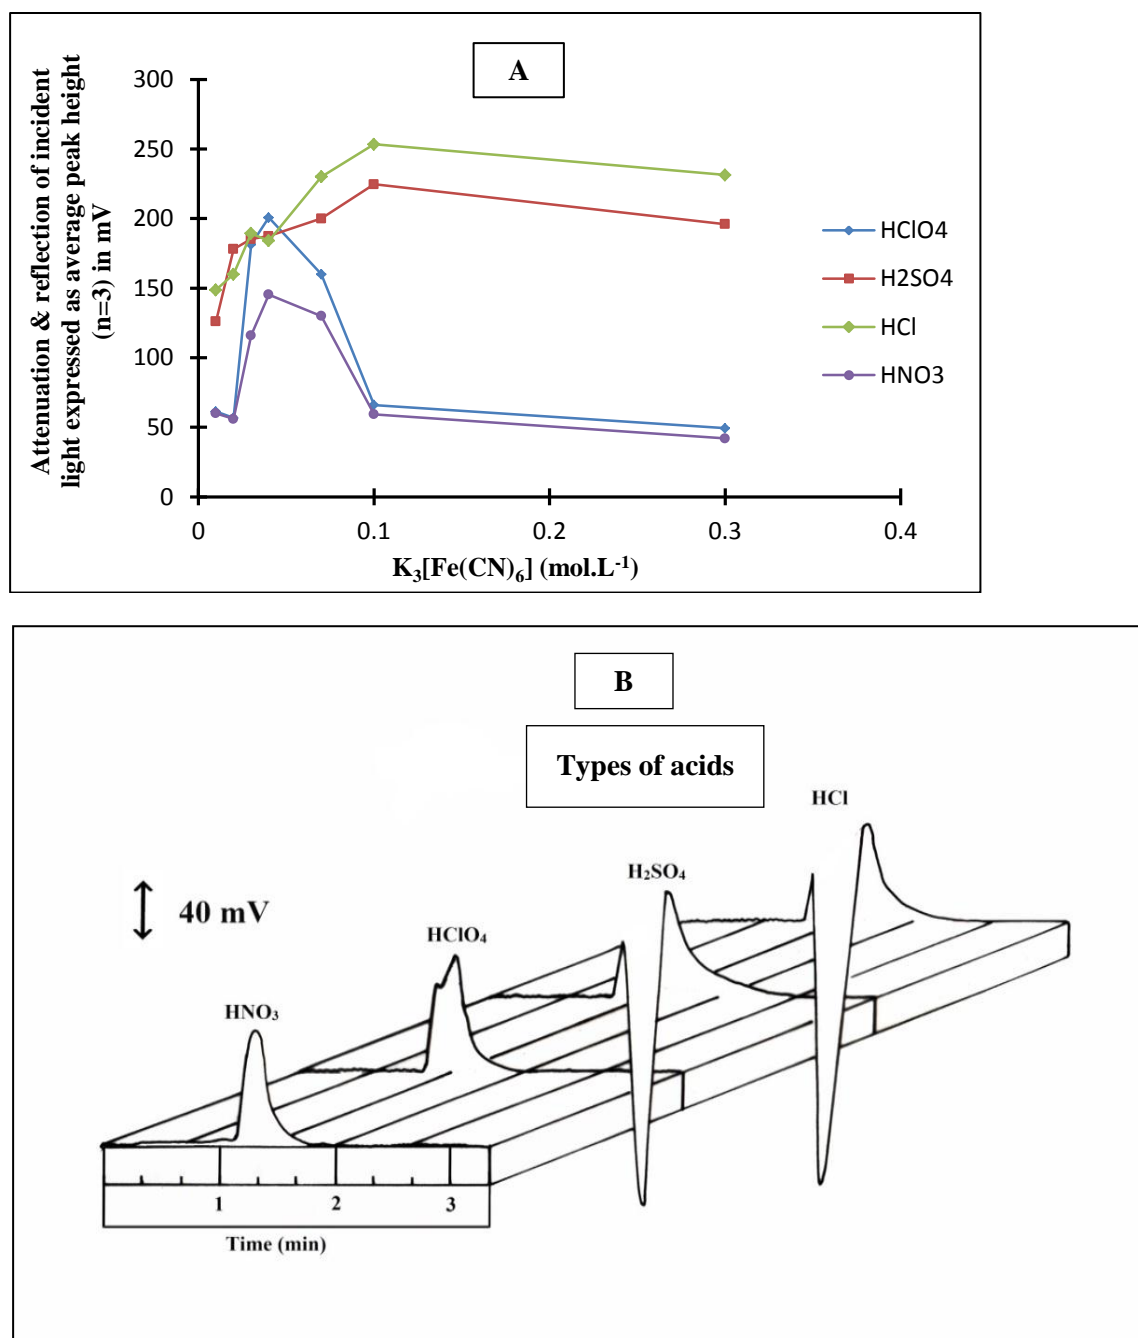 A
Attenuation & reflection of incident
light expressed as average peak height
(n=3) in mV
300
250
200
150
100
50
0
0
0.1
0.2
0.3
0.4
K₃[Fe(CN)₆] (mol.L⁻¹)
HClO4
H2SO4
HCl
HNO3
B
Types of acids
HCl
H₂SO₄
40 mV
HClO₄
HNO₃
1
2
3
Time (min)